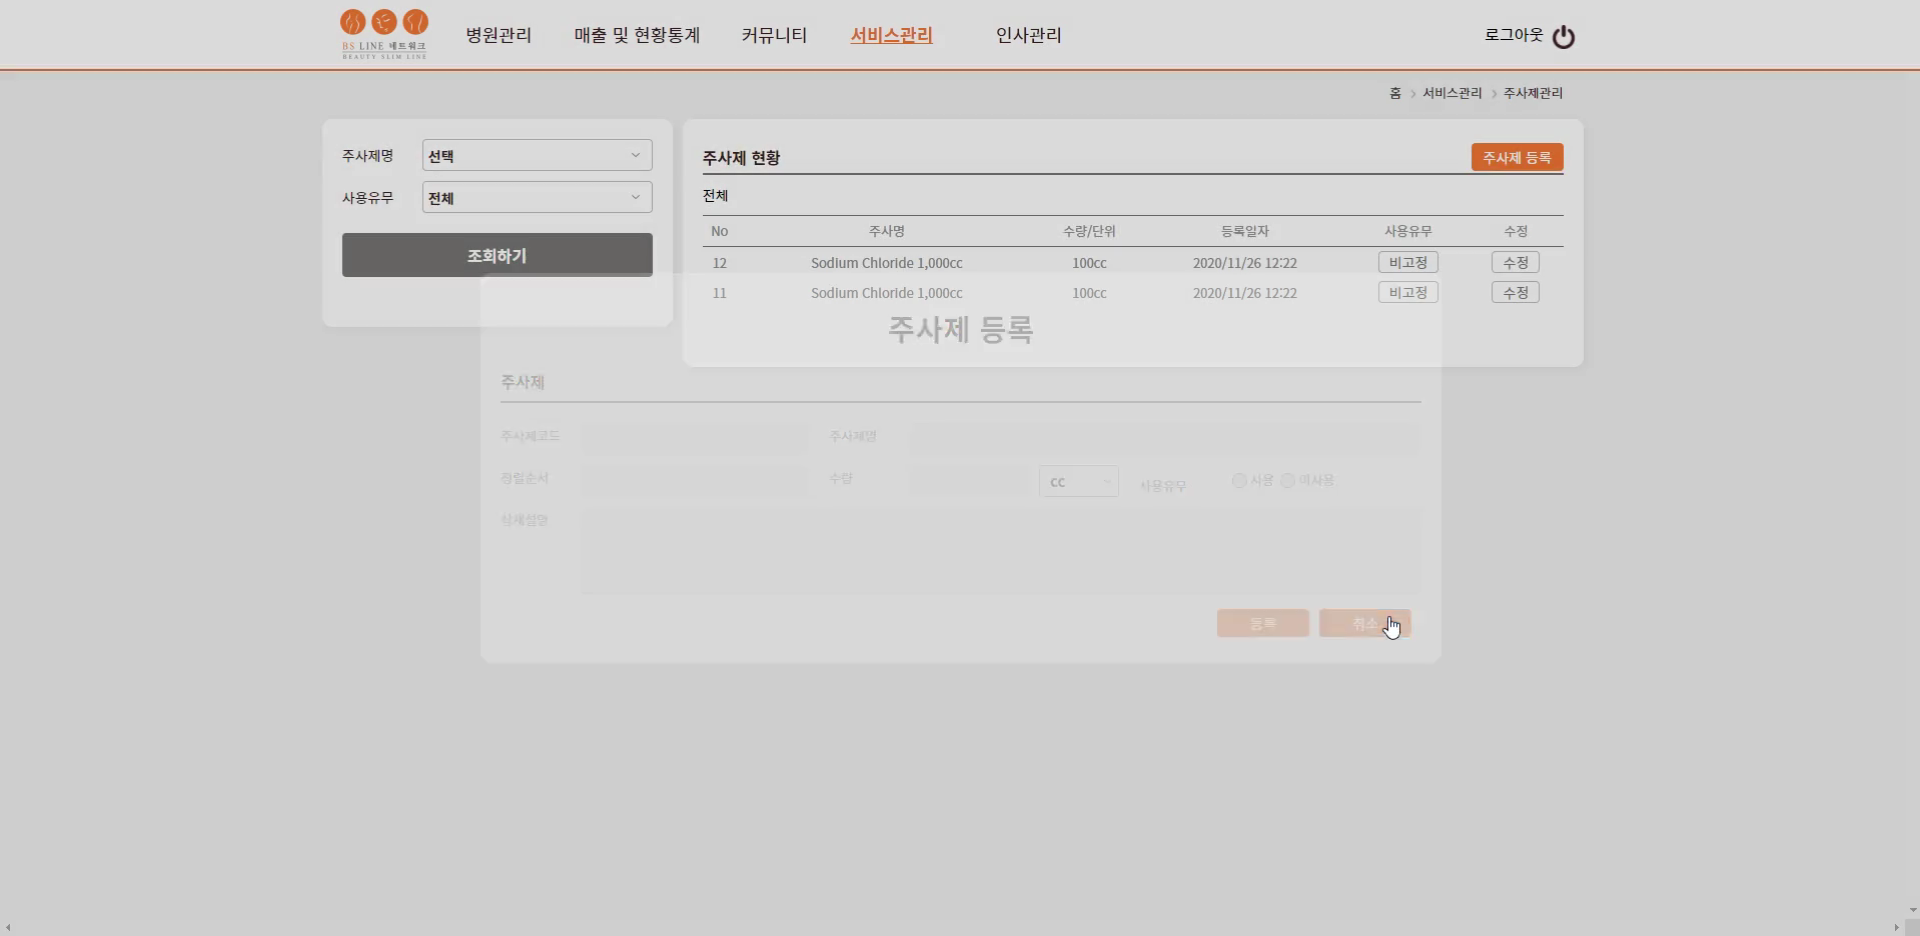 BS LINE 네트워크
BEAUTY SLIM LINE
병원관리
매출 및 현황통계
커뮤니티
서비스관리
인사관리
로그아웃
홈 > 서비스관리 > 주사제관리
주사제명
선택
사용유무
전체
조회하기
주사제 현황
주사제 등록
전체
No 주사명 수량/단위 등록일자 사용유무 수정
12 Sodium Chloride 1,000cc 100cc 2020/11/26 12:22 비고정 수정
11 Sodium Chloride 1,000cc 100cc 2020/11/26 12:22 비고정 수정
주사제 등록
주사제
주사제코드
주사제명
정렬순서
수량
CC
사용유무
사용
미사용
상세설명
등록
취소